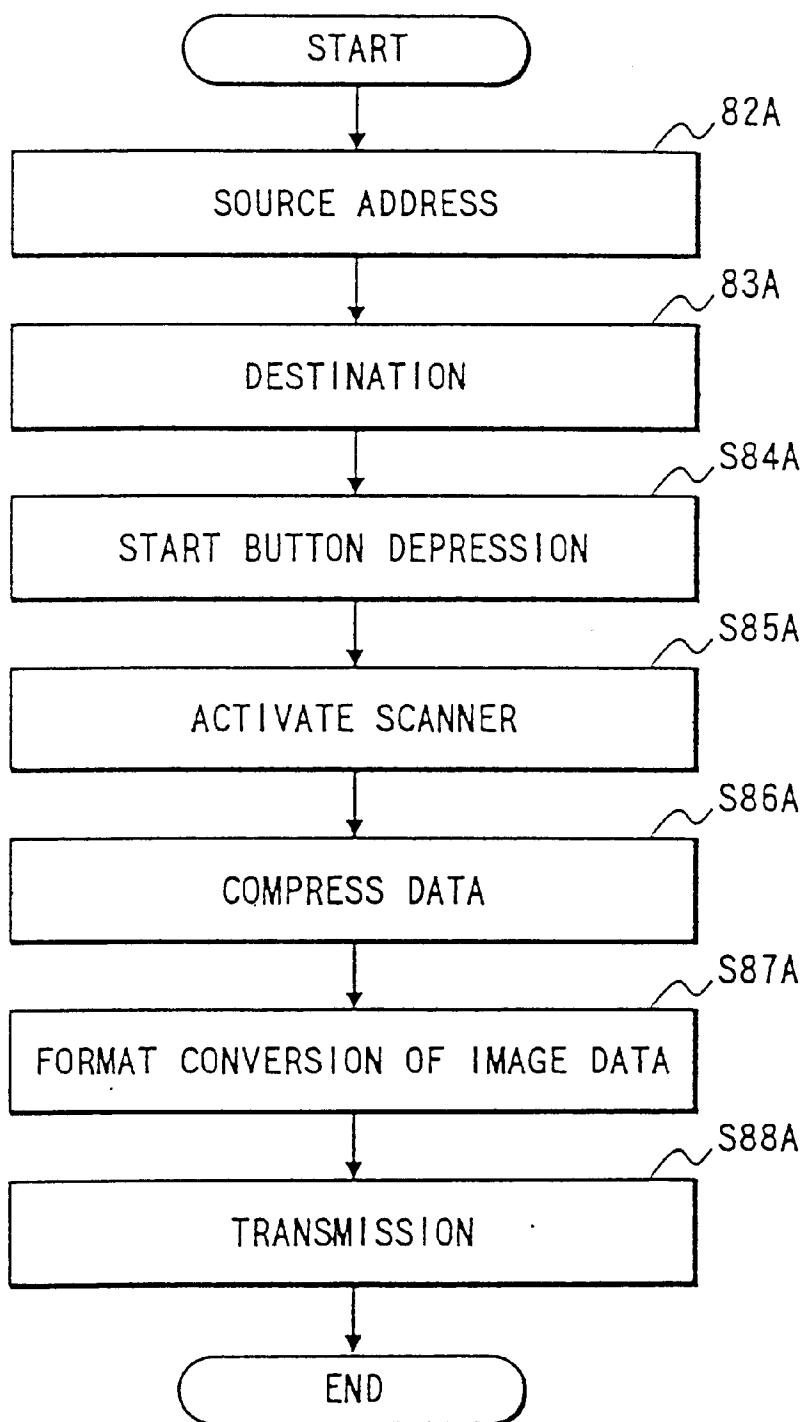 START
82A
SOURCE ADDRESS
83A
DESTINATION
S84A
START BUTTON DEPRESSION
S85A
ACTIVATE SCANNER
S86A
COMPRESS DATA
S87A
FORMAT CONVERSION OF IMAGE DATA
S88A
TRANSMISSION
END